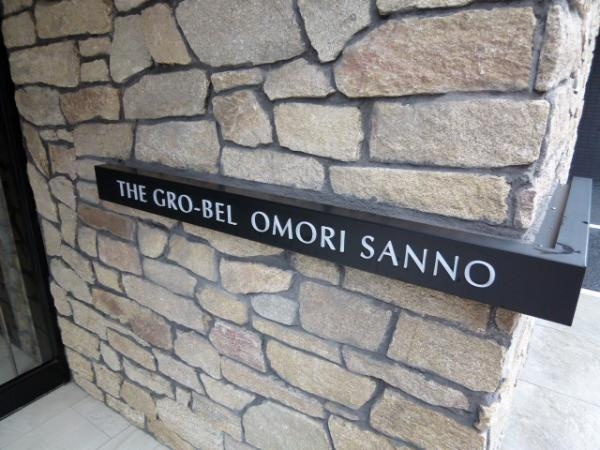 THE GRO-BEL OMORI SANNO